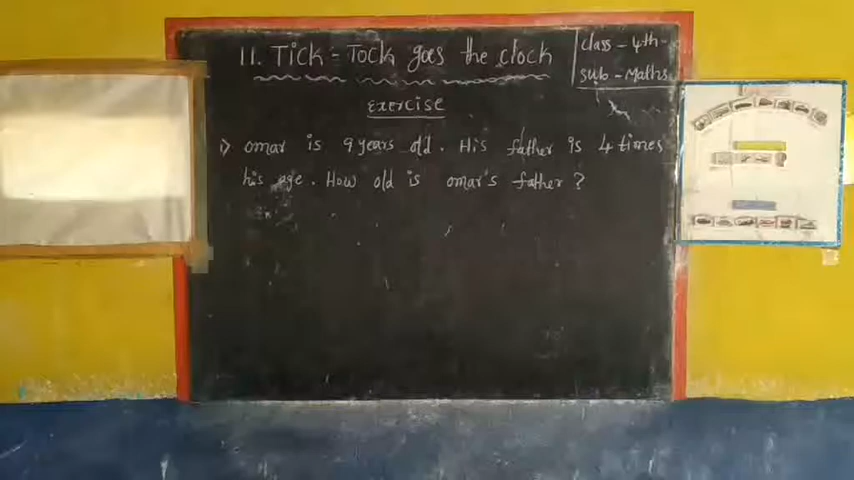 11. Tick - Tock goes the clock
class - 4th -
sub - Maths
exercise
1) omar is 9 years old. His father is 4 times
his age. How old is omar's father?